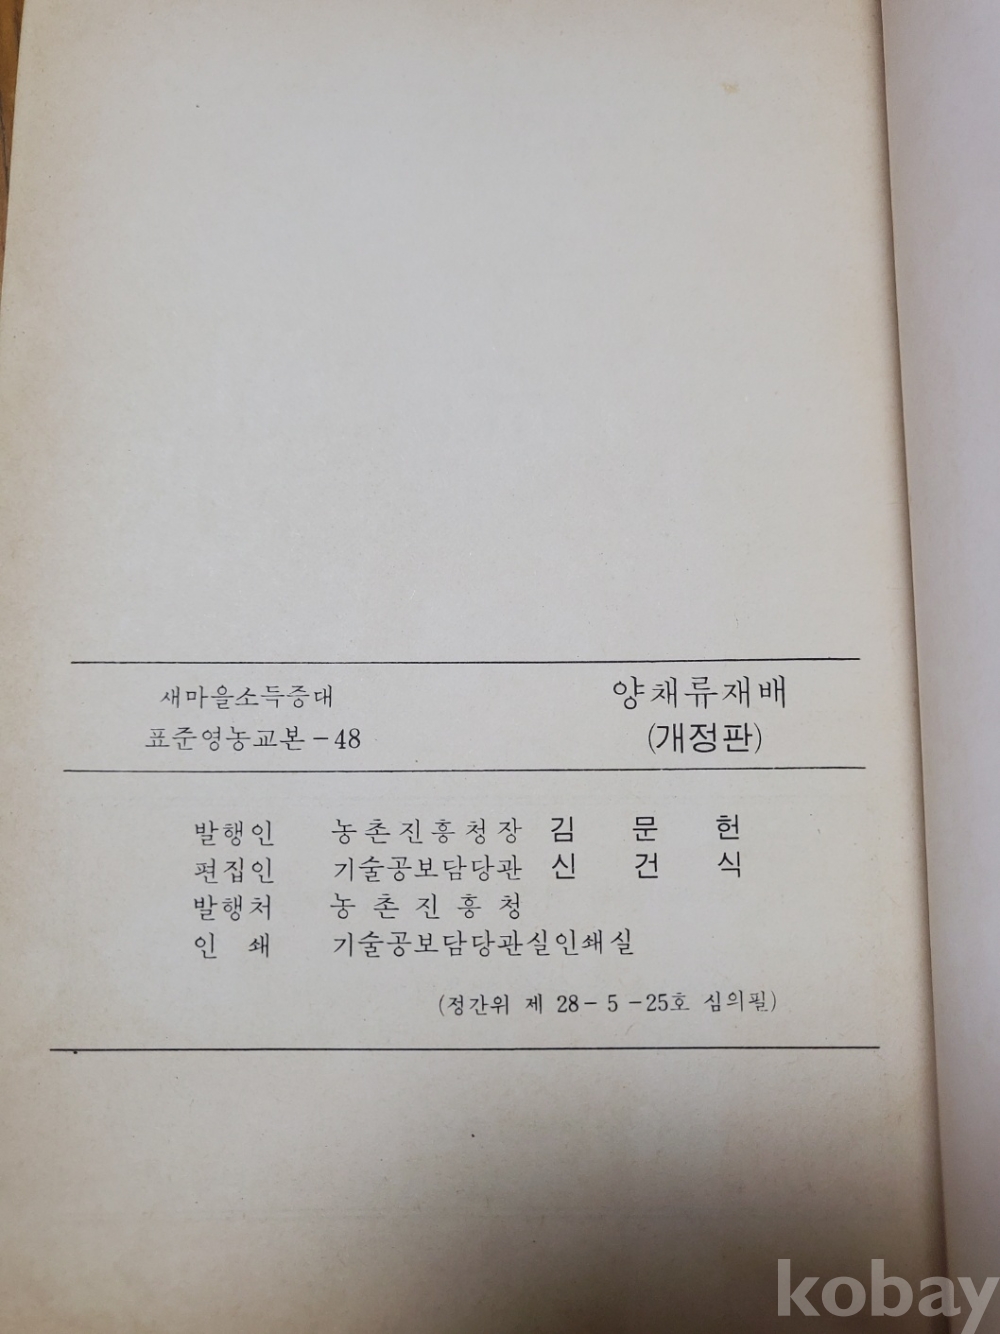 새마을소득증대
표준영농교본-48
양채류재배
(개정판)
발행인 농촌진흥청장 김문헌
편집인 기술공보담당관 신건식
발행처 농촌진흥청
인쇄 기술공보담당관실인쇄실
(정간위 제 28-5-25호 심의필)
kobay